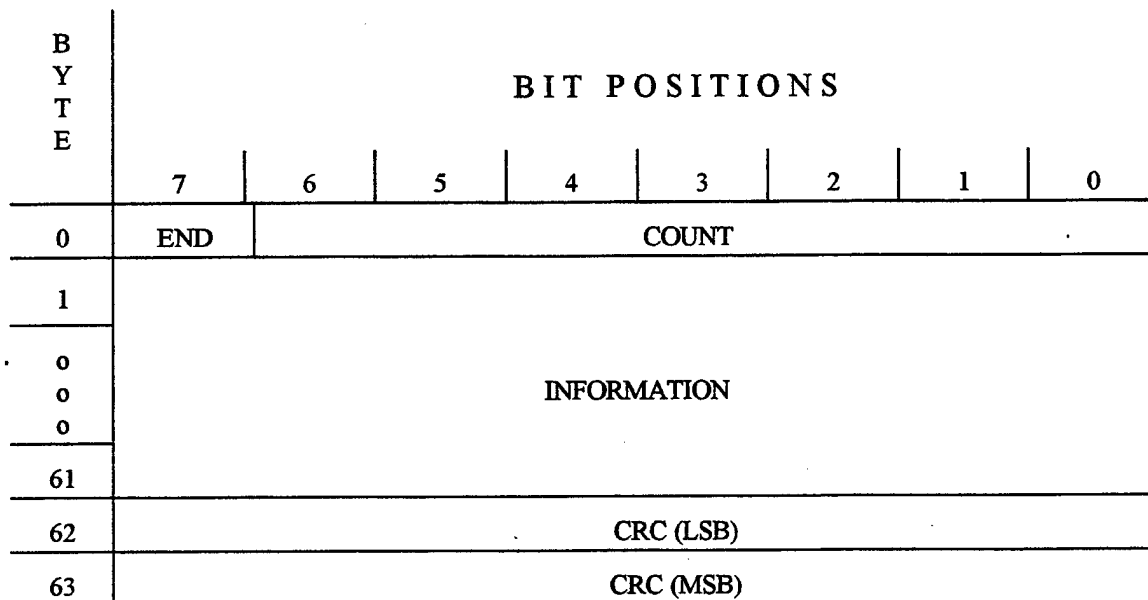 B
Y
T
E
BIT POSITIONS
7 6 5 4 3 2 1 0
0 END COUNT
1
o
o INFORMATION
o
61
62 CRC (LSB)
63 CRC (MSB)